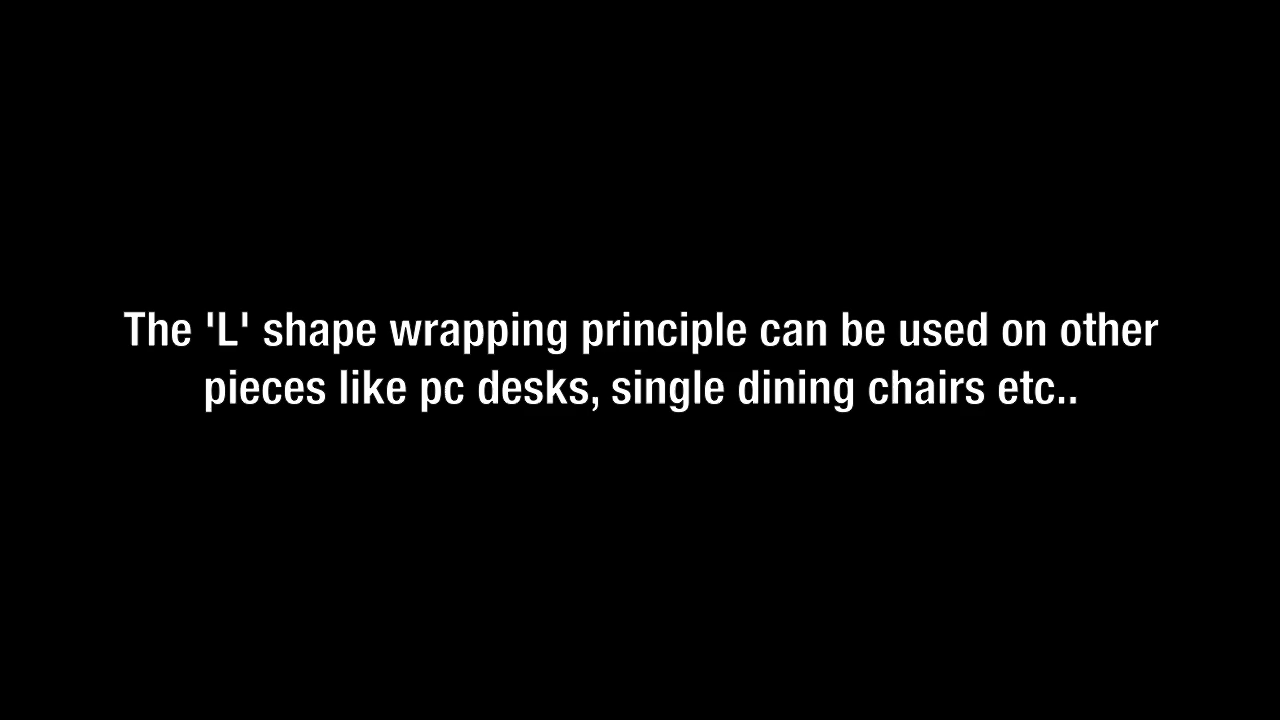 The 'L' shape wrapping principle can be used on other
pieces like pc desks, single dining chairs etc..